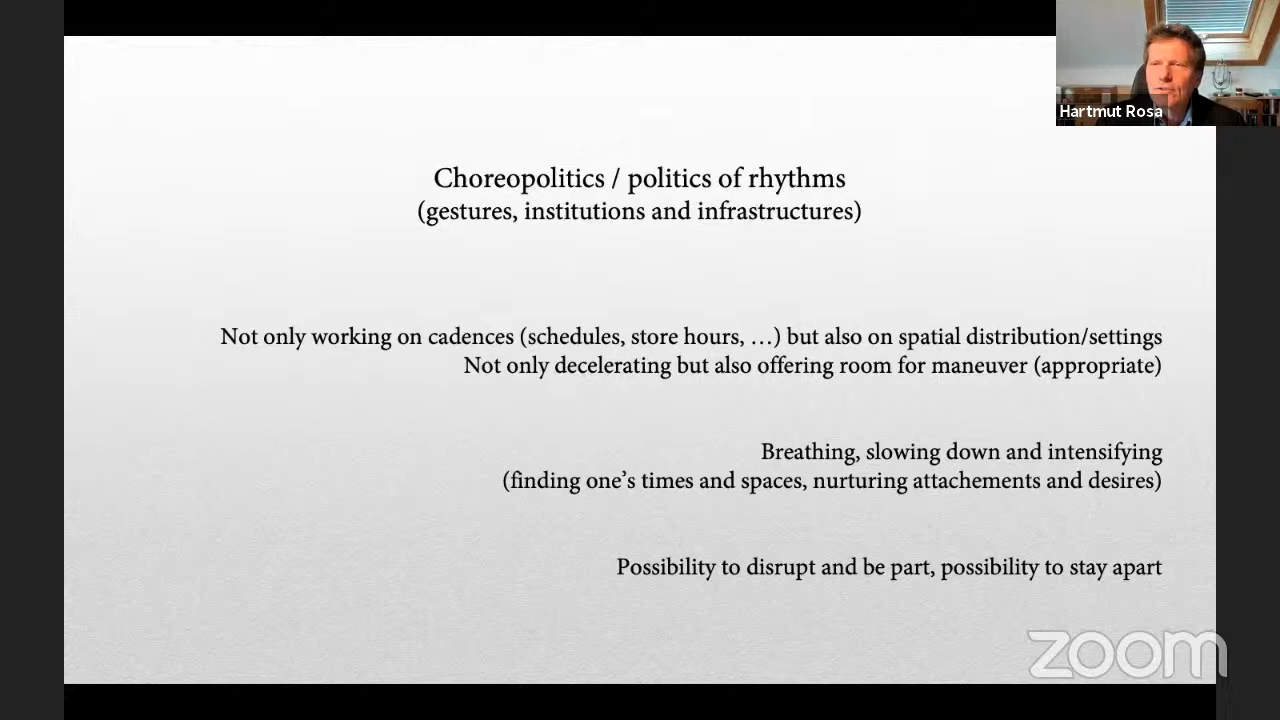 Hartmut Rosa
Choreopolitics / politics of rhythms
(gestures, institutions and infrastructures)
Not only working on cadences (schedules, store hours, …) but also on spatial distribution/settings
Not only decelerating but also offering room for maneuver (appropriate)
Breathing, slowing down and intensifying
(finding one’s times and spaces, nurturing attachements and desires)
Possibility to disrupt and be part, possibility to stay apart
zoom